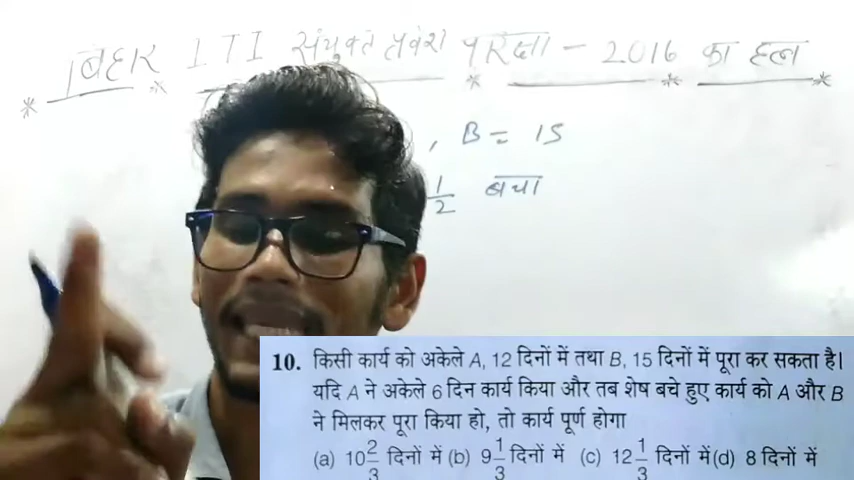 बिहार ITI संयुक्त प्रवेश परिक्षा - 2016 का हल
, B = 15
1/2 बचा
10. किसी कार्य को अकेले A, 12 दिनों में तथा B, 15 दिनों में पूरा कर सकता है।
यदि A ने अकेले 6 दिन कार्य किया और तब शेष बचे हुए कार्य को A और B
ने मिलकर पूरा किया हो, तो कार्य पूर्ण होगा
(a) 10 2/3 दिनों में (b) 9 1/3 दिनों में (c) 12 1/3 दिनों में (d) 8 दिनों में